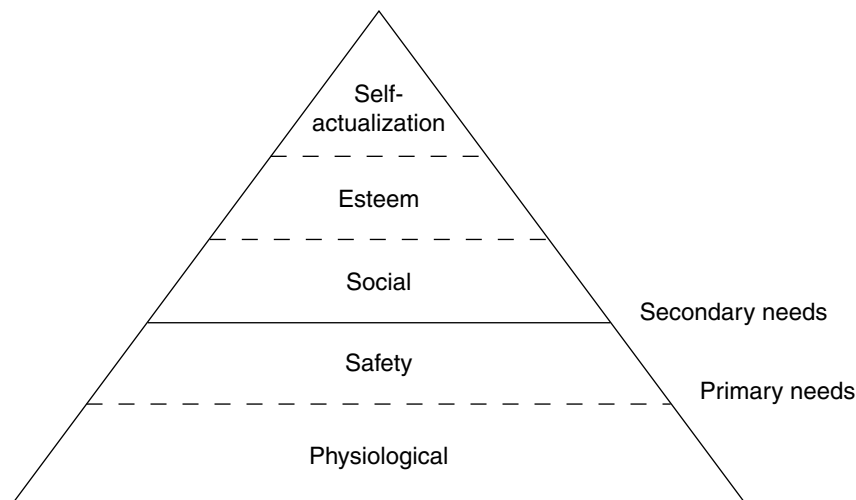 Self-
actualization
Esteem
Social
Secondary needs
Safety
Primary needs
Physiological